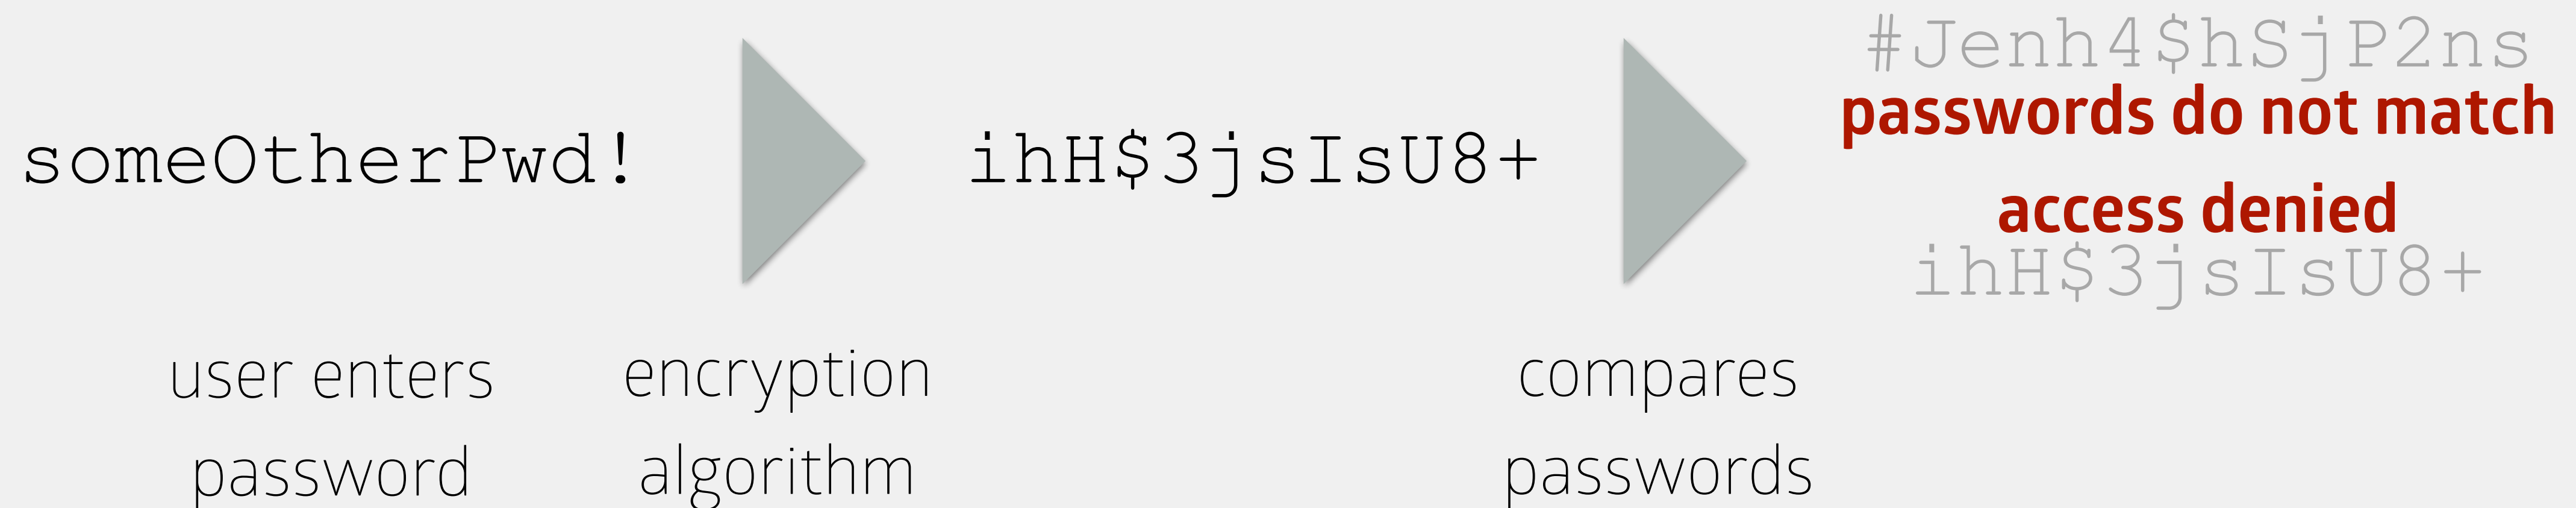 someOtherPwd!
ihH$3jsIsU8+
#Jenh4$hSjP2ns
passwords do not match
access denied
ihH$3jsIsU8+
user enters
password
encryption
algorithm
compares
passwords